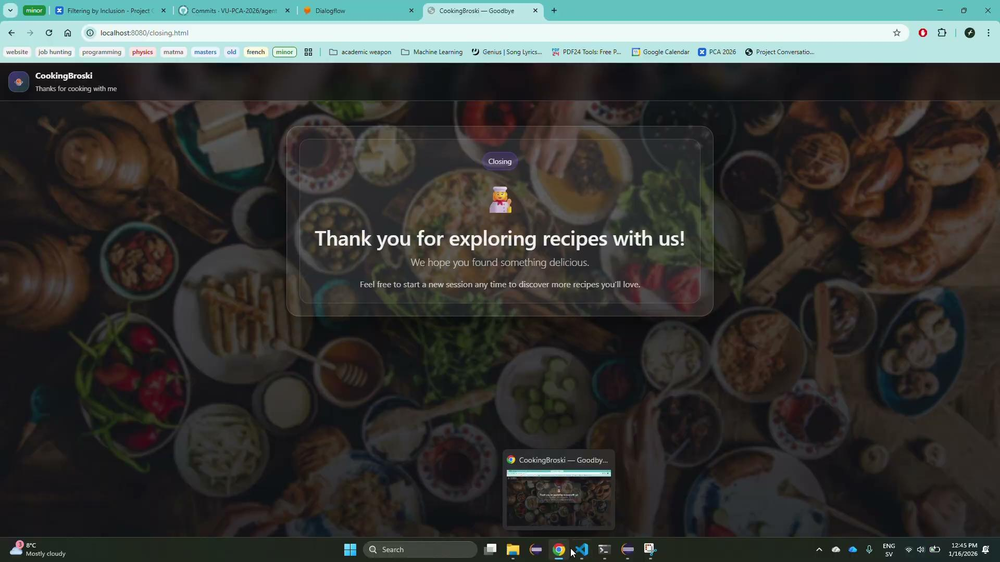 minor
Filtering by Inclusion - Project C
Commits · VU-PCA-2026/agent
Dialogflow
CookingBroski — Goodbye
localhost:8080/closing.html
website
job hunting
programming
physics
matma
masters
old
french
minor
academic weapon
Machine Learning
Genius | Song Lyrics...
PDF24 Tools: Free P...
Google Calendar
PCA 2026
Project Conversatio...
CookingBroski
Thanks for cooking with me
Closing
Thank you for exploring recipes with us!
We hope you found something delicious.
Feel free to start a new session any time to discover more recipes you’ll love.
CookingBroski — Goodby...
3
8°C
Mostly cloudy
Search
ENG
SV
12:45 PM
1/16/2026